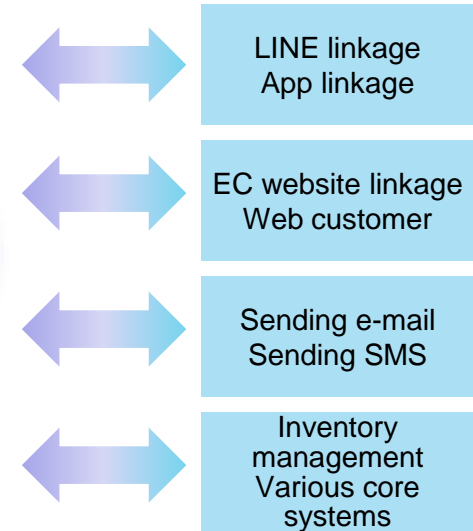 LINE linkage
App linkage
EC website linkage
Web customer
Sending e-mail
Sending SMS
Inventory
management
Various core
systems